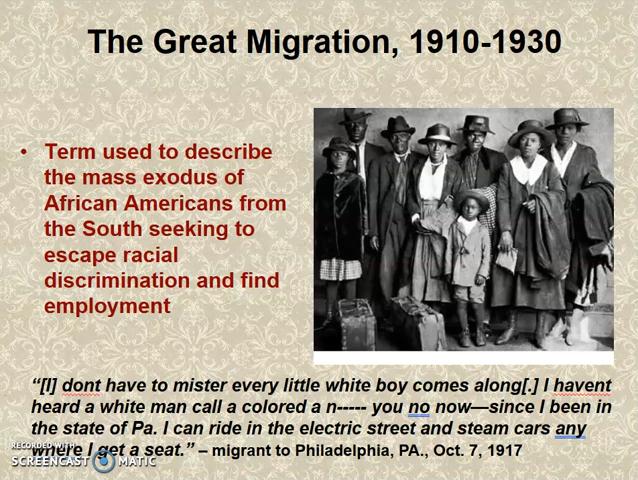 The Great Migration, 1910-1930
• Term used to describe
the mass exodus of
African Americans from
the South seeking to
escape racial
discrimination and find
employment
“[I] dont have to mister every little white boy comes along[.] I havent
heard a white man call a colored a n----- you no now—since I been in
the state of Pa. I can ride in the electric street and steam cars any
where I get a seat.” – migrant to Philadelphia, PA., Oct. 7, 1917
RECORDED WITH
SCREENCAST MATIC